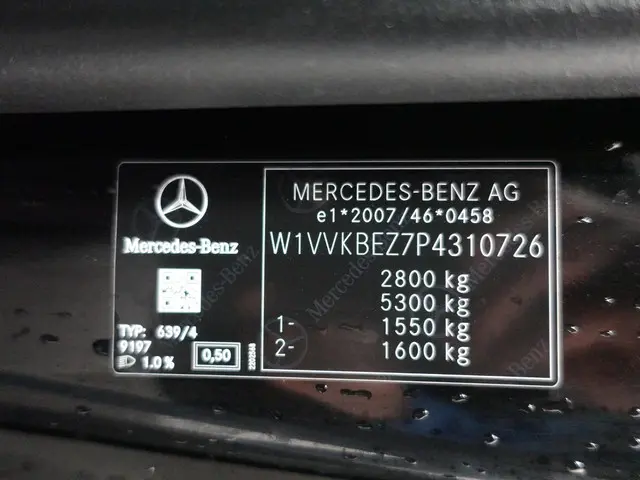 Mercedes-Benz
TYP: 639/4
9197
1.0%
0,50
MERCEDES-BENZ AG
e1*2007/46*0458
W1VVKBEZ7P4310726
2800 kg
5300 kg
1- 1550 kg
2- 1600 kg